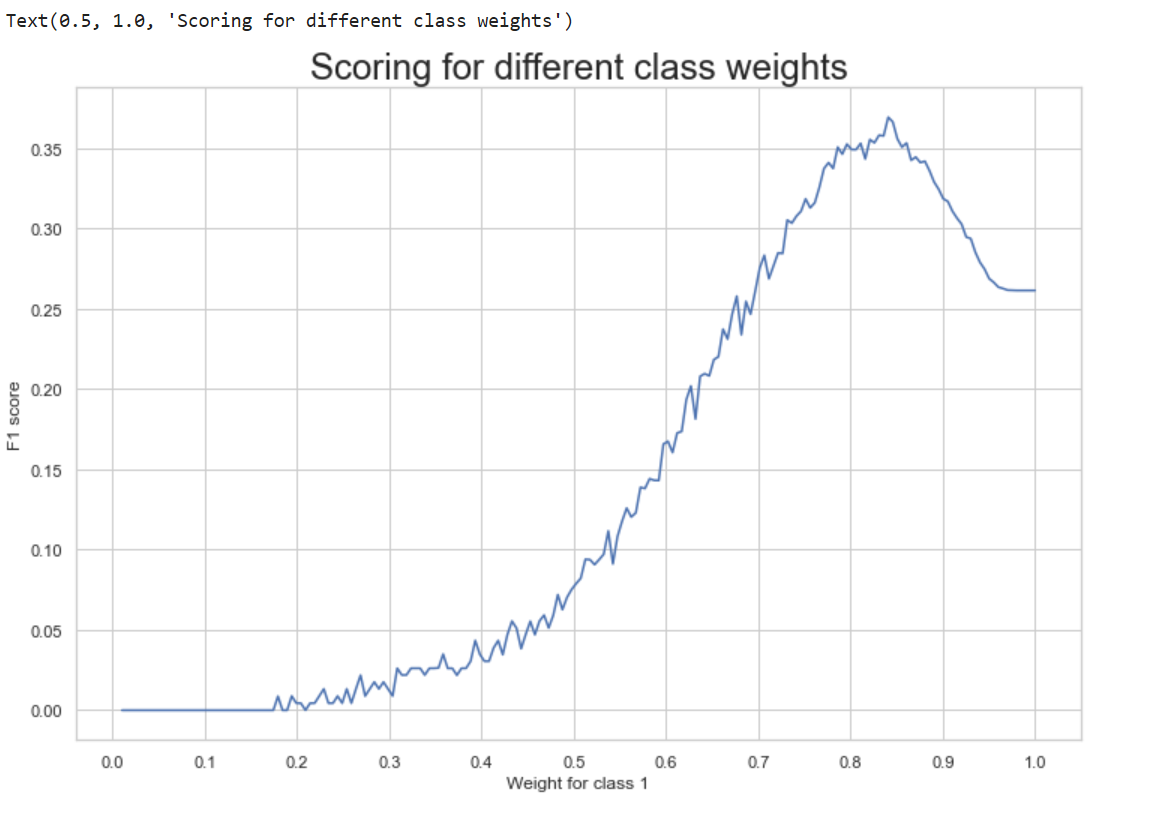 Text(0.5, 1.0, 'Scoring for different class weights')
Scoring for different class weights
0.35
0.30
0.25
0.20
0.15
0.10
0.05
0.00
F1 score
0.0 0.1 0.2 0.3 0.4 0.5 0.6 0.7 0.8 0.9 1.0
Weight for class 1